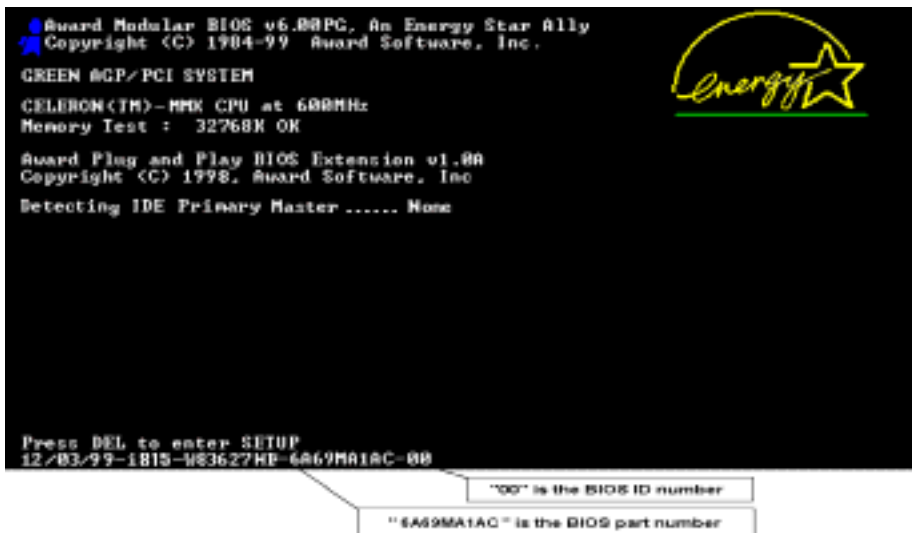 Award Modular BIOS v6.00PG, An Energy Star Ally
Copyright (C) 1984-99 Award Software, Inc.
energy
GREEN AGP/PCI SYSTEM
CELERON(TM)-MMX CPU at 600MHz
Memory Test : 32768K OK
Award Plug and Play BIOS Extension v1.0A
Copyright (C) 1998, Award Software, Inc
Detecting IDE Primary Master ...... None
Press DEL to enter SETUP
12/03/99-i815-W83627HF-6A69MA1AC-00
"00" is the BIOS ID number
"6A69MA1AC" is the BIOS part number